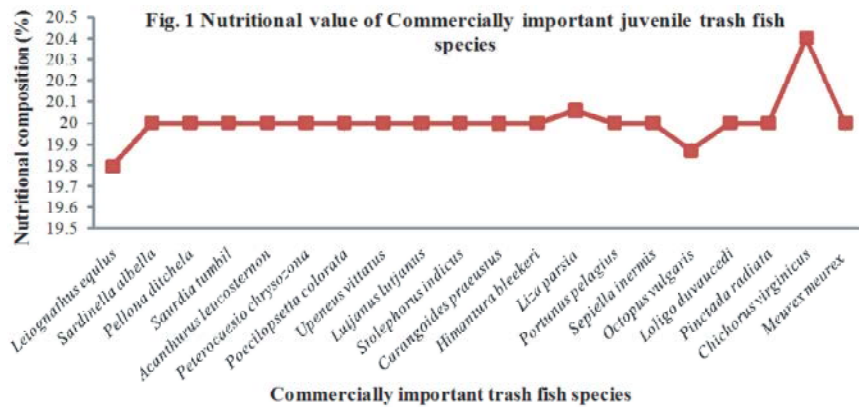 Fig. 1 Nutritional value of Commercially important juvenile trash fish
species
Nutritional composition (%)
20.5
20.4
20.3
20.2
20.1
20
19.9
19.8
19.7
19.6
19.5
Leiognathus equlus
Sardinella albella
Pellona ditchela
Saurdia tumbil
Acanthurus leucosternon
Peterocaesio chryso-zona
Poccilopsetta colorata
Upeneus vittatus
Lutjanus lutjanus
Stolephorus indicus
Carangoides praeustus
Himantura bleekeri
Liza parsia
Portunus pelagius
Sepiella inermis
Octopus vulgaris
Loligo duvaucedi
Pinctada radiata
Chichorus virginicus
Meurex meurex
Commercially important trash fish species